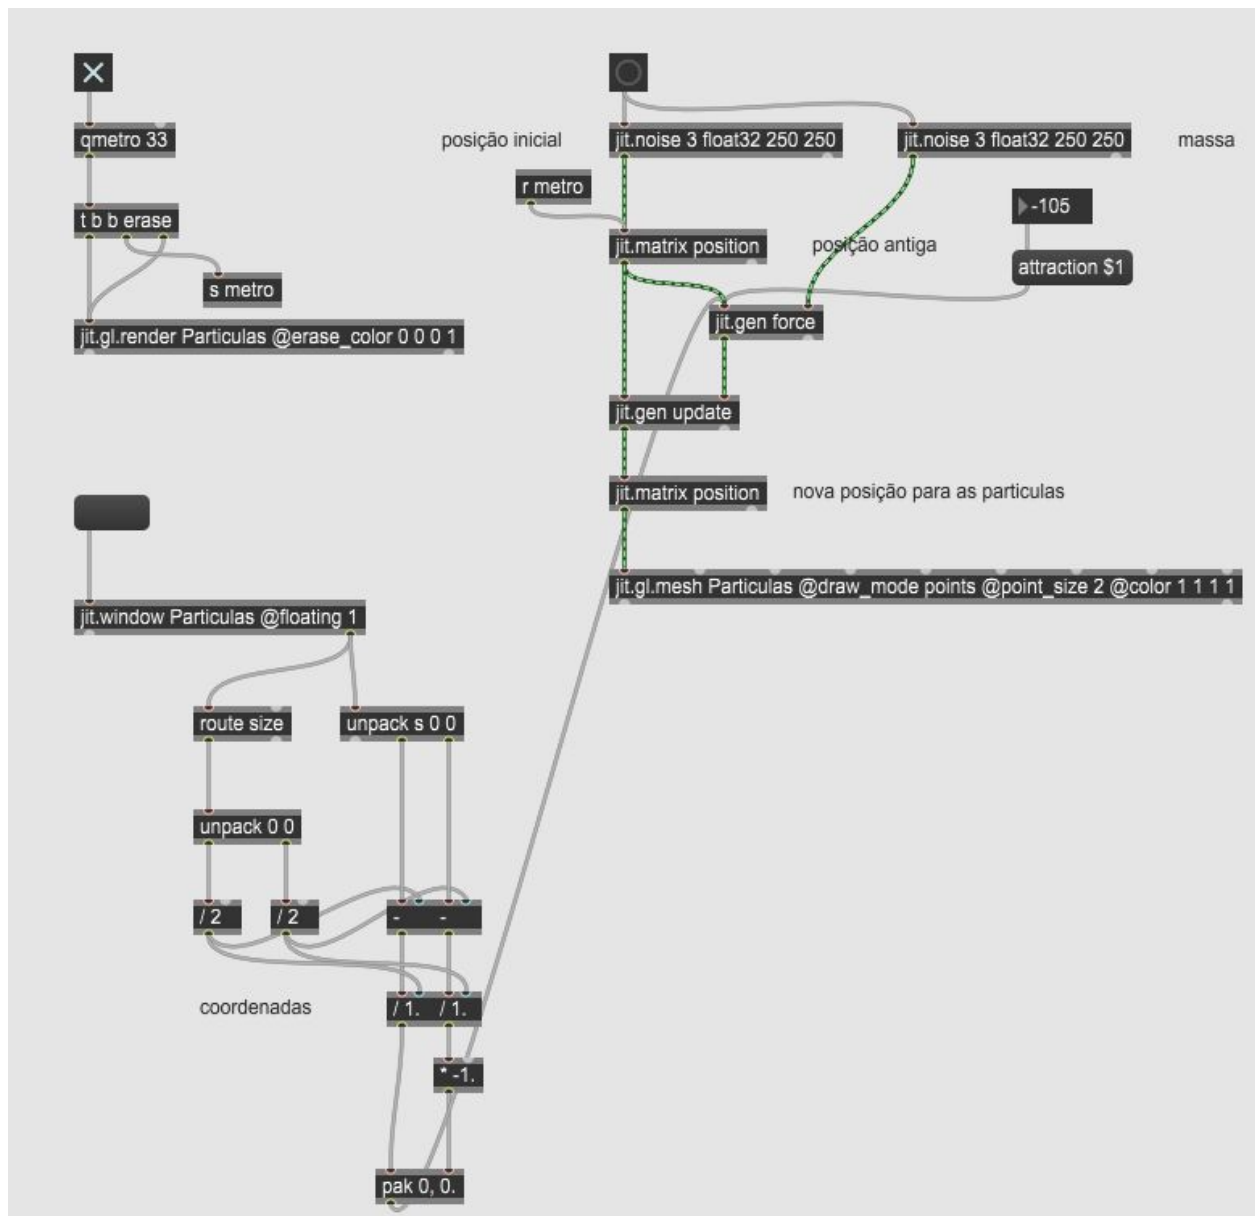 qmetro 33
posição inicial
jit.noise 3 float32 250 250
jit.noise 3 float32 250 250
massa
r metro
t b b erase
-105
jit.matrix position
posição antiga
attraction $1
s metro
jit.gl.render Particulas @erase_color 0 0 0 1
jit.gen force
jit.gen update
jit.matrix position
nova posição para as particulas
jit.gl.mesh Particulas @draw_mode points @point_size 2 @color 1 1 1 1
jit.window Particulas @floating 1
route size
unpack s 0 0
unpack 0 0
/ 2
/ 2
-
-
coordenadas
/ 1.
/ 1.
* -1.
pak 0, 0.